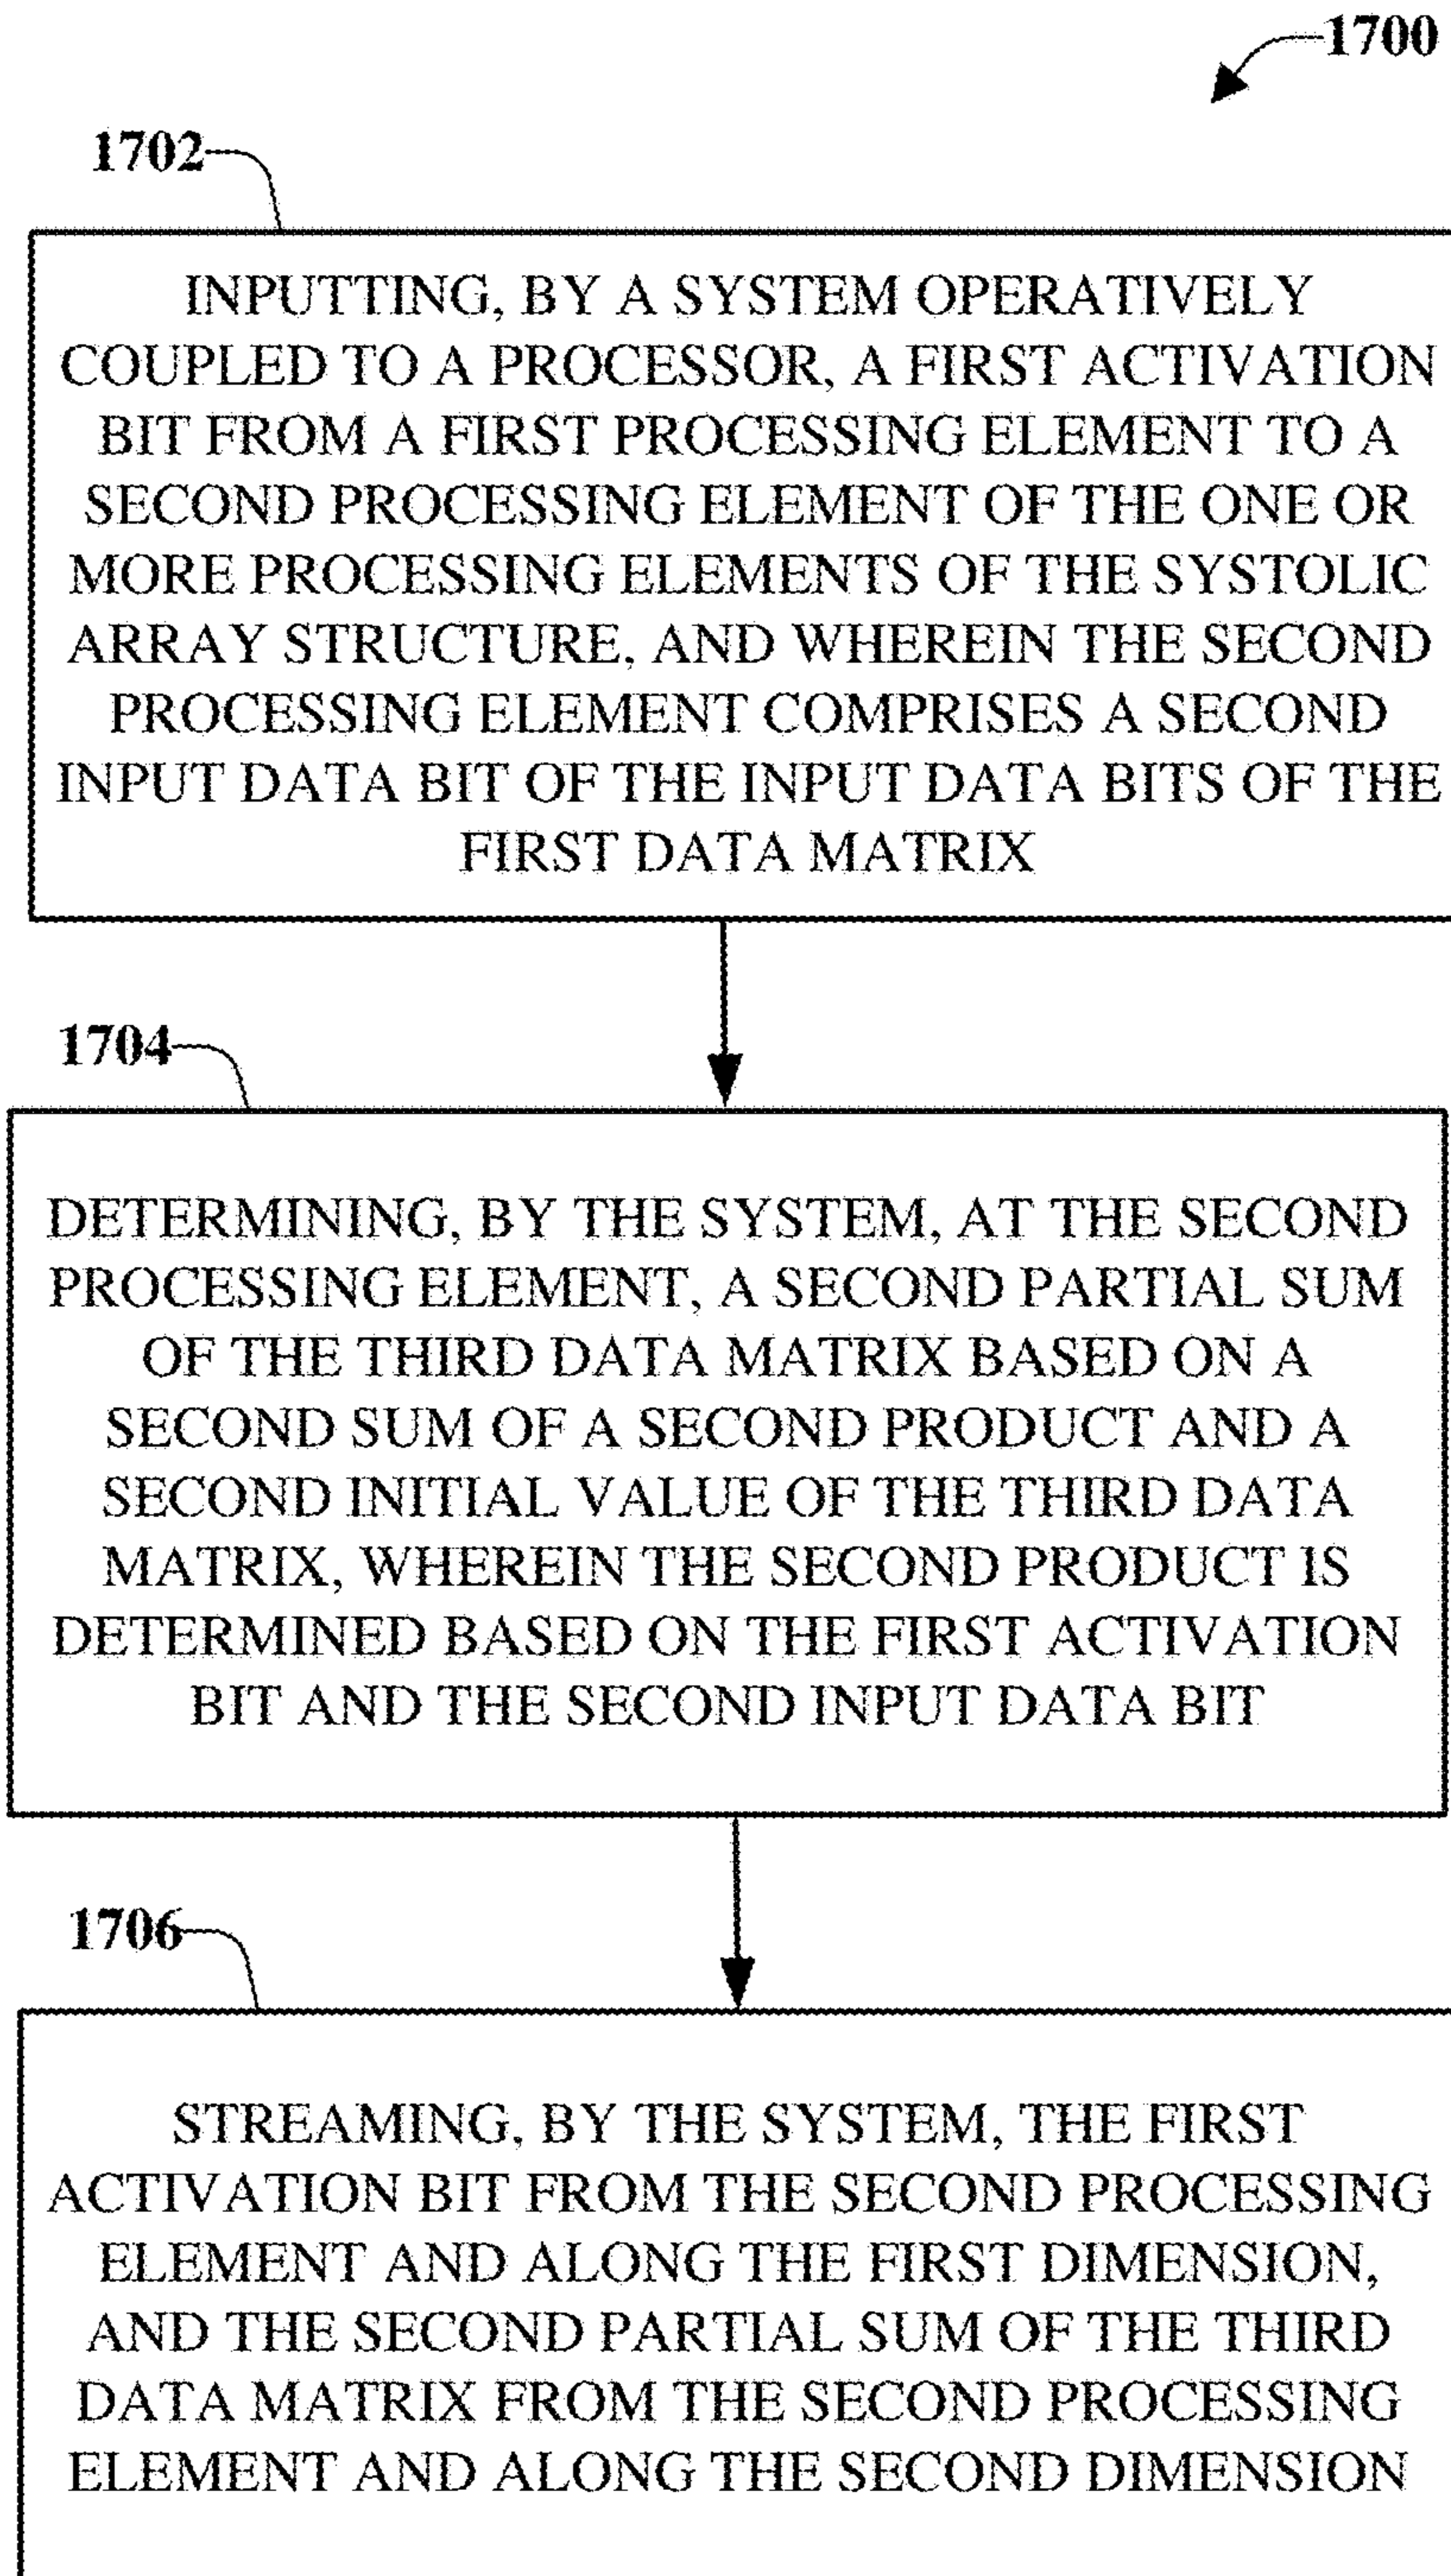 1700
1702
INPUTTING, BY A SYSTEM OPERATIVELY
COUPLED TO A PROCESSOR, A FIRST ACTIVATION
BIT FROM A FIRST PROCESSING ELEMENT TO A
SECOND PROCESSING ELEMENT OF THE ONE OR
MORE PROCESSING ELEMENTS OF THE SYSTOLIC
ARRAY STRUCTURE, AND WHEREIN THE SECOND
PROCESSING ELEMENT COMPRISES A SECOND
INPUT DATA BIT OF THE INPUT DATA BITS OF THE
FIRST DATA MATRIX
1704
DETERMINING, BY THE SYSTEM, AT THE SECOND
PROCESSING ELEMENT, A SECOND PARTIAL SUM
OF THE THIRD DATA MATRIX BASED ON A
SECOND SUM OF A SECOND PRODUCT AND A
SECOND INITIAL VALUE OF THE THIRD DATA
MATRIX, WHEREIN THE SECOND PRODUCT IS
DETERMINED BASED ON THE FIRST ACTIVATION
BIT AND THE SECOND INPUT DATA BIT
1706
STREAMING, BY THE SYSTEM, THE FIRST
ACTIVATION BIT FROM THE SECOND PROCESSING
ELEMENT AND ALONG THE FIRST DIMENSION,
AND THE SECOND PARTIAL SUM OF THE THIRD
DATA MATRIX FROM THE SECOND PROCESSING
ELEMENT AND ALONG THE SECOND DIMENSION